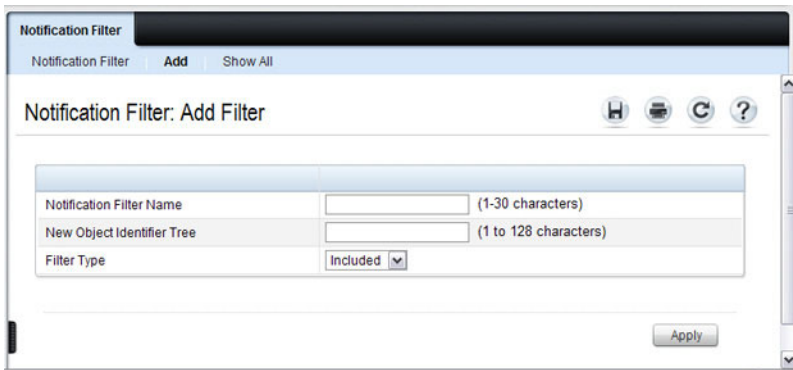 Notification Filter
Notification Filter Add Show All
Notification Filter: Add Filter
?
Notification Filter Name (1-30 characters)
New Object Identifier Tree (1 to 128 characters)
Filter Type Included
Apply